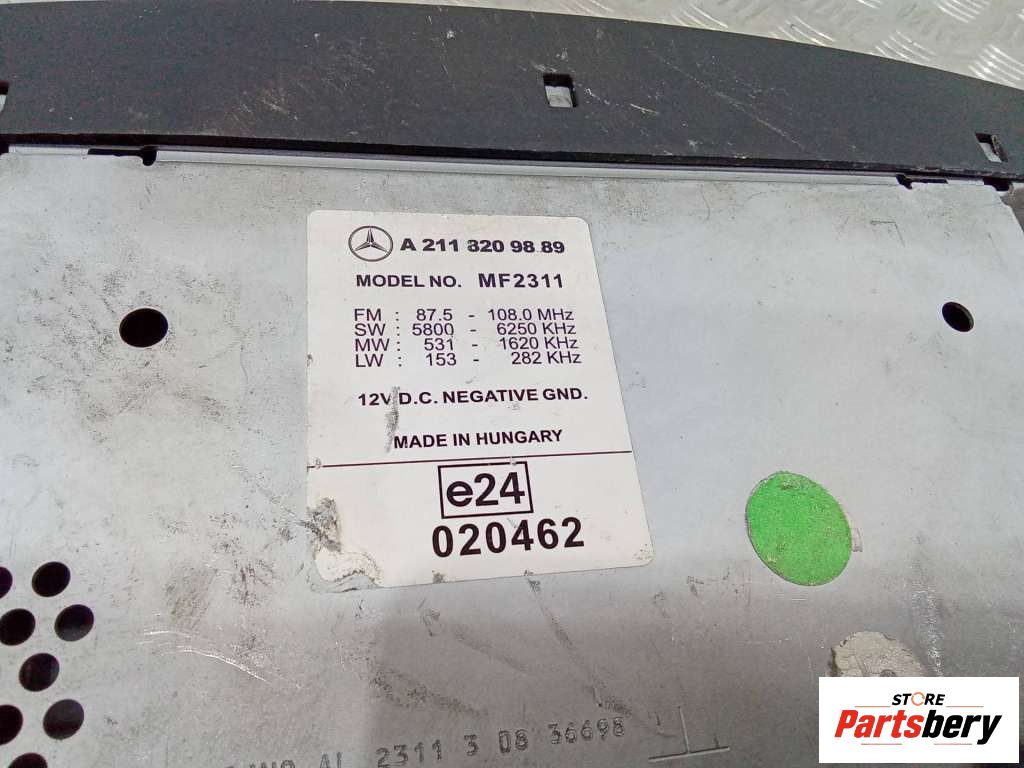 A 211 820 98 89
MODEL NO. MF2311
FM : 87.5 - 108.0 MHz
SW : 5800 - 6250 KHz
MW : 531 - 1620 KHz
LW : 153 - 282 KHz
12V D.C. NEGATIVE GND.
MADE IN HUNGARY
e24
020462
AL 2311 3 08 36698
STORE
Partsbery